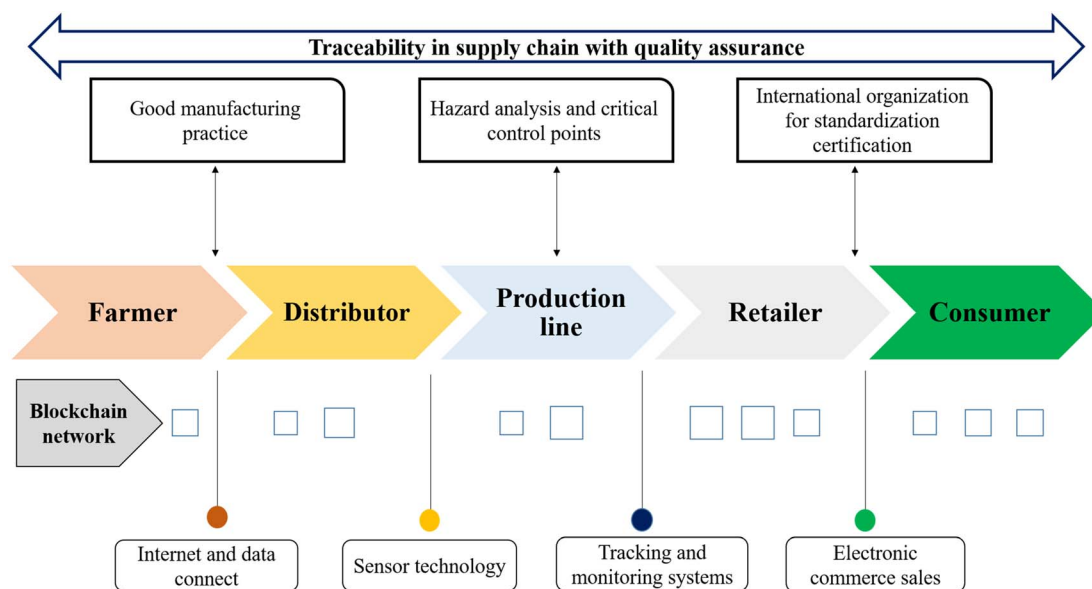 Traceability in supply chain with quality assurance
Good manufacturing
practice
Hazard analysis and critical
control points
International organization
for standardization
certification
Farmer
Distributor
Production
line
Retailer
Consumer
Blockchain
network
Internet and data
connect
Sensor technology
Tracking and
monitoring systems
Electronic
commerce sales